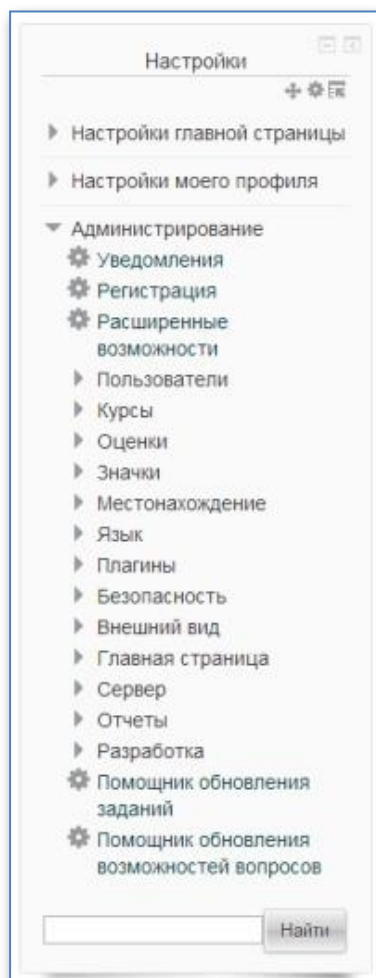 Настройки
Настройки главной страницы
Настройки моего профиля
Администрирование
Уведомления
Регистрация
Расширенные
возможности
Пользователи
Курсы
Оценки
Значки
Местонахождение
Язык
Плагины
Безопасность
Внешний вид
Главная страница
Сервер
Отчеты
Разработка
Помощник обновления
заданий
Помощник обновления
возможностей вопросов
Найти